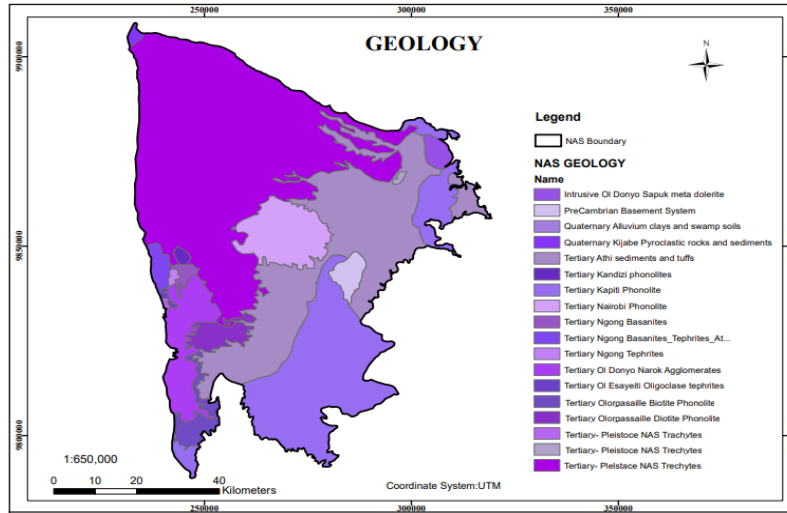 250000 300000 350000
GEOLOGY
N
9900000
9850000
9800000
Legend
NAS Boundary
NAS GEOLOGY
Name
Intrusive Ol Donyo Sapuk meta dolerite
PreCambrian Basement System
Quaternary Alluvium clays and swamp soils
Quaternary Kijabe Pyroclastic rocks and sediments
Tertiary Athi sediments and tuffs
Tertiary Kandizi phonolites
Tertiary Kapiti Phonolite
Tertiary Nairobi Phonolite
Tertiary Ngong Basanites
Tertiary Ngong Basanites_Tephrites_At...
Tertiary Ngong Tephrites
Tertiary Ol Donyo Narok Agglomerates
Tertiary Ol Esayeiti Oligoclase tephrites
Tertiary Olorgassaille Biotite Phonolite
Tertiary Olorgassaille Diotite Phonolite
Tertiary- Pleistoce NAS Trachytes
Tertiary- Pleistoce NAS Trechytes
Tertiary- Plelstace NAS Trechytes
1:650,000
0 10 20 40
Kilometers
Coordinate System:UTM
250000 300000 350000